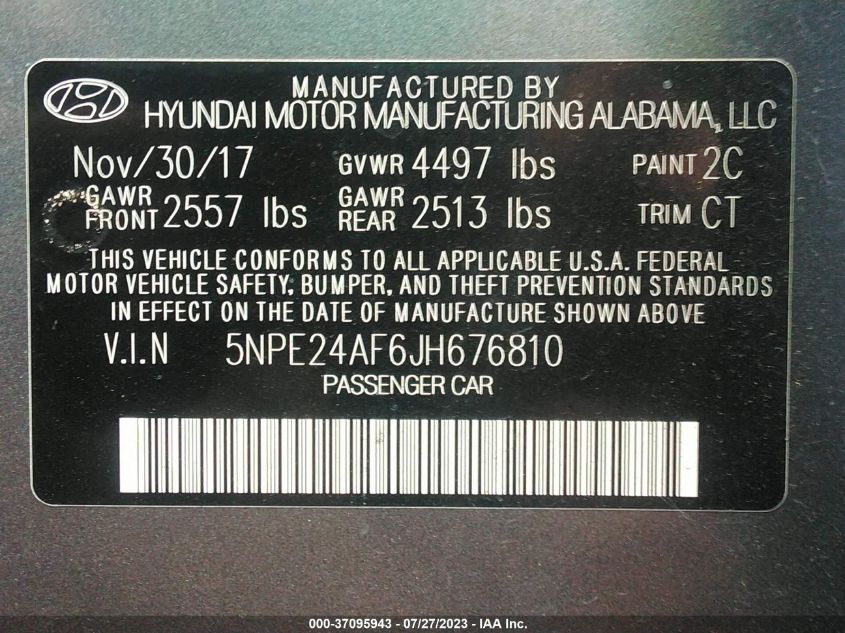 MANUFACTURED BY
HYUNDAI MOTOR MANUFACTURING ALABAMA, LLC
Nov/30/17 GVWR 4497 lbs PAINT 2C
GAWR FRONT 2557 lbs GAWR REAR 2513 lbs TRIM CT
THIS VEHICLE CONFORMS TO ALL APPLICABLE U.S.A. FEDERAL
MOTOR VEHICLE SAFETY, BUMPER, AND THEFT PREVENTION STANDARDS
IN EFFECT ON THE DATE OF MANUFACTURE SHOWN ABOVE
V.I.N 5NPE24AF6JH676810
PASSENGER CAR
000-37095943 - 07/27/2023 - IAA Inc.